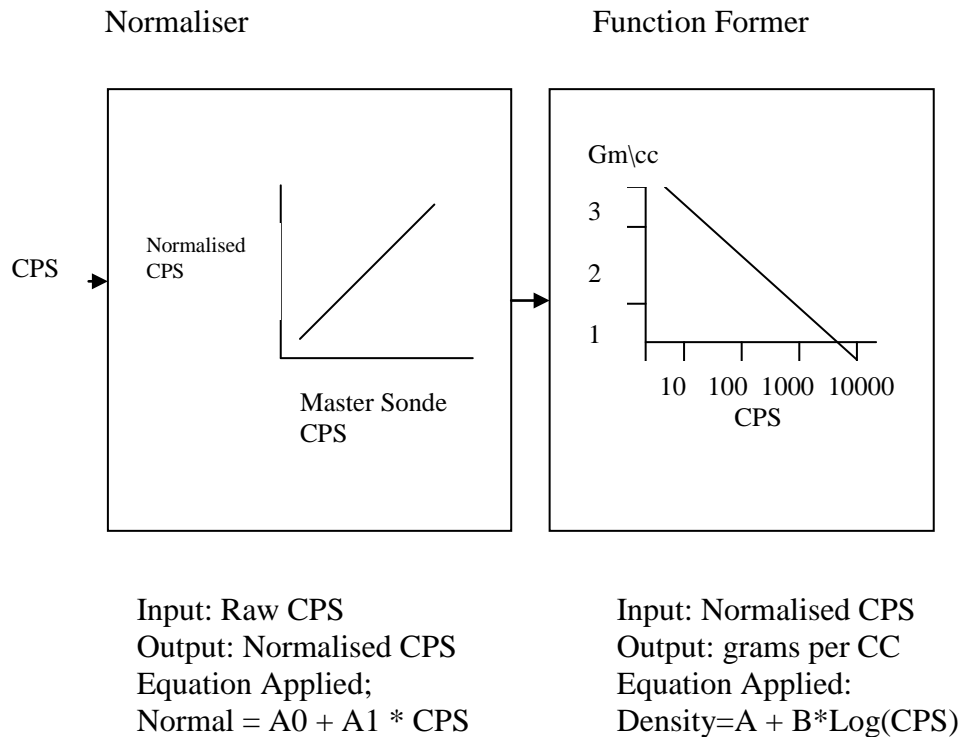 Normaliser
Function Former
CPS
Normalised
CPS
Master Sonde
CPS
Gm\cc
3
2
1
10 100 1000 10000
CPS
Input: Raw CPS
Output: Normalised CPS
Equation Applied;
Normal = A0 + A1 * CPS
Input: Normalised CPS
Output: grams per CC
Equation Applied:
Density=A + B*Log(CPS)